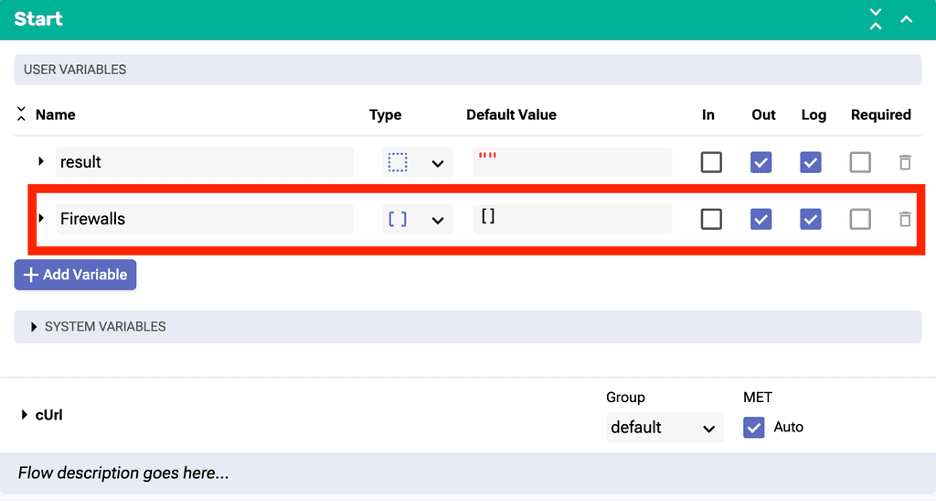 Start
USER VARIABLES
Name Type Default Value In Out Log Required
result ""
Firewalls [ ] []
+ Add Variable
SYSTEM VARIABLES
Group MET
cUrl default Auto
Flow description goes here...